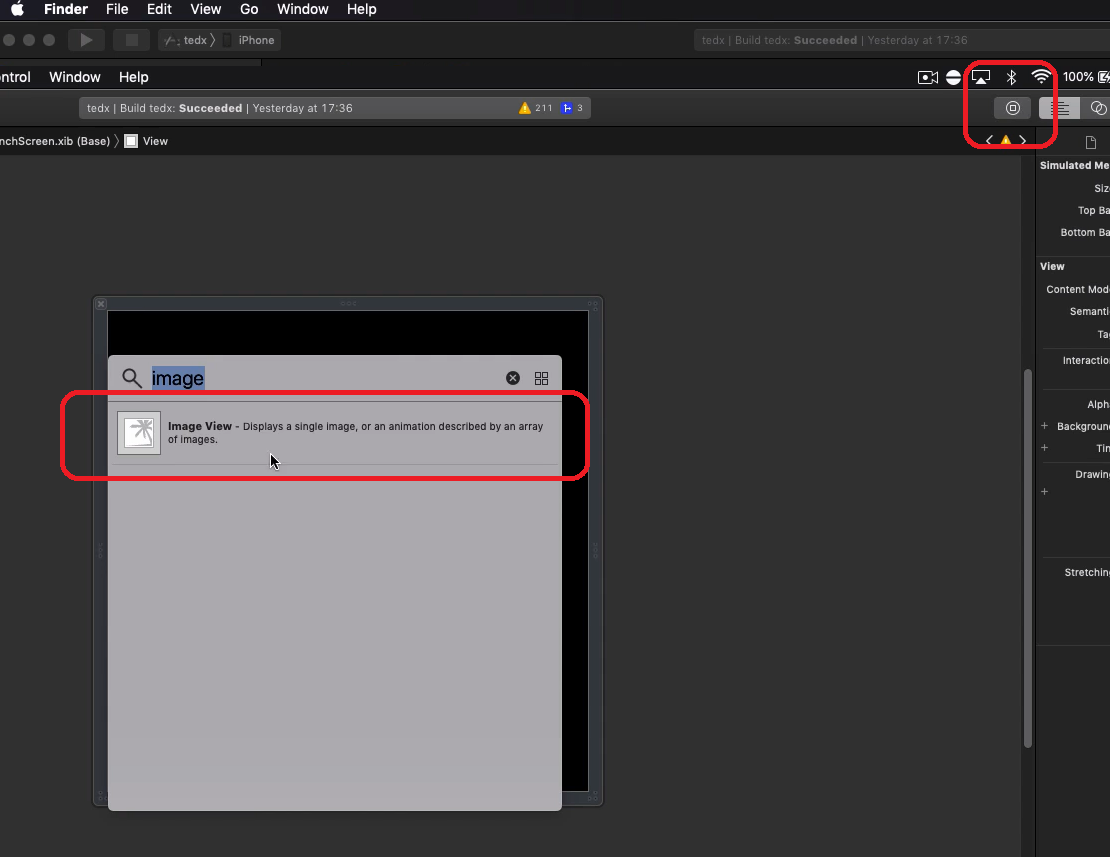 Finder File Edit View Go Window Help
tedx iPhone
tedx | Build tedx: Succeeded | Yesterday at 17:36
ontrol Window Help
100%
tedx | Build tedx: Succeeded | Yesterday at 17:36
211
3
nchScreen.xib (Base) 〉 View
Simulated Me
Siz
Top Ba
Bottom Ba
View
Content Mod
Semanti
Ta
Interactio
Alph
+ Backgroun
+ Tin
Drawin
+
Stretchin
image
Image View - Displays a single image, or an animation described by an array
of images.